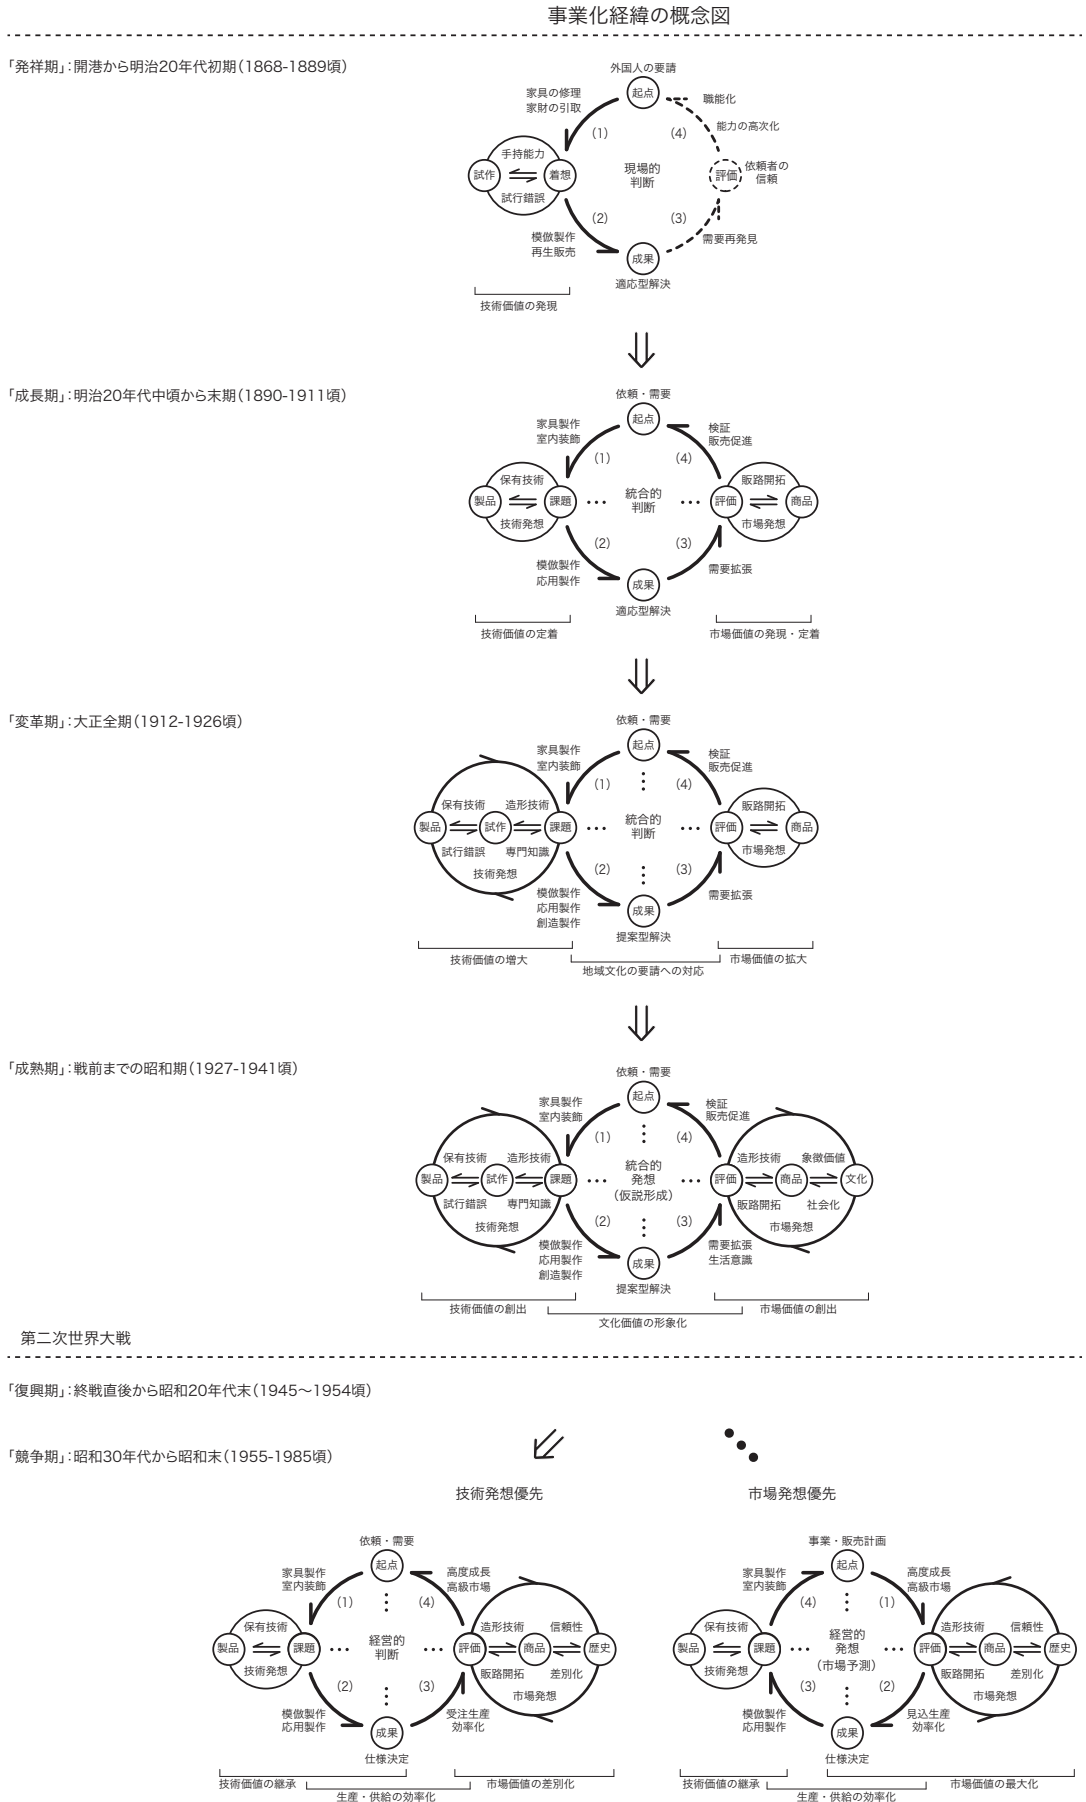 事業化経緯の概念図
「発祥期」：開港から明治20年代初期（1868-1889頃）
外国人の要請
起点
家具の修理
家財の引取
職能化
能力の高次化
（1）
（4）
手持能力
試作
着想
試行錯誤
現場的
判断
評価
依頼者の
信頼
（2）
（3）
模倣製作
再生販売
需要再発見
成果
適応型解決
技術価値の発現
「成長期」：明治20年代中頃から末期（1890-1911頃）
依頼・需要
起点
家具製作
室内装飾
検証
販売促進
（1）
（4）
保有技術
製品
課題
技術発想
統合的
判断
販路開拓
評価
商品
市場発想
（2）
（3）
模倣製作
応用製作
需要拡張
成果
適応型解決
技術価値の定着
市場価値の発現・定着
「変革期」：大正全期（1912-1926頃）
依頼・需要
起点
家具製作
室内装飾
検証
販売促進
（1）
（4）
保有技術
造形技術
製品
試作
課題
試行錯誤
専門知識
技術発想
統合的
判断
販路開拓
評価
商品
市場発想
（2）
（3）
模倣製作
応用製作
創造製作
需要拡張
成果
提案型解決
技術価値の増大
地域文化の要請への対応
市場価値の拡大
「成熟期」：戦前までの昭和期（1927-1941頃）
依頼・需要
起点
家具製作
室内装飾
検証
販売促進
（1）
（4）
保有技術
造形技術
製品
試作
課題
試行錯誤
専門知識
技術発想
統合的
発想
（仮説形成）
造形技術
象徴価値
評価
商品
文化
販路開拓
社会化
市場発想
（2）
（3）
模倣製作
応用製作
創造製作
需要拡張
生活意識
成果
提案型解決
技術価値の創出
文化価値の形象化
市場価値の創出
第二次世界大戦
「復興期」：終戦直後から昭和20年代末（1945～1954頃）
「競争期」：昭和30年代から昭和末（1955-1985頃）
技術発想優先
依頼・需要
起点
家具製作
室内装飾
高度成長
高級市場
（1）
（4）
保有技術
製品
課題
技術発想
経営的
判断
造形技術
信頼性
評価
商品
歴史
販路開拓
差別化
市場発想
（2）
（3）
模倣製作
応用製作
受注生産
効率化
成果
仕様決定
技術価値の継承
生産・供給の効率化
市場価値の差別化
市場発想優先
事業・販売計画
起点
家具製作
室内装飾
高度成長
高級市場
（4）
（1）
保有技術
製品
課題
技術発想
経営的
発想
（市場予測）
造形技術
信頼性
評価
商品
歴史
販路開拓
差別化
市場発想
（3）
（2）
模倣製作
応用製作
見込生産
効率化
成果
仕様決定
技術価値の継承
生産・供給の効率化
市場価値の最大化